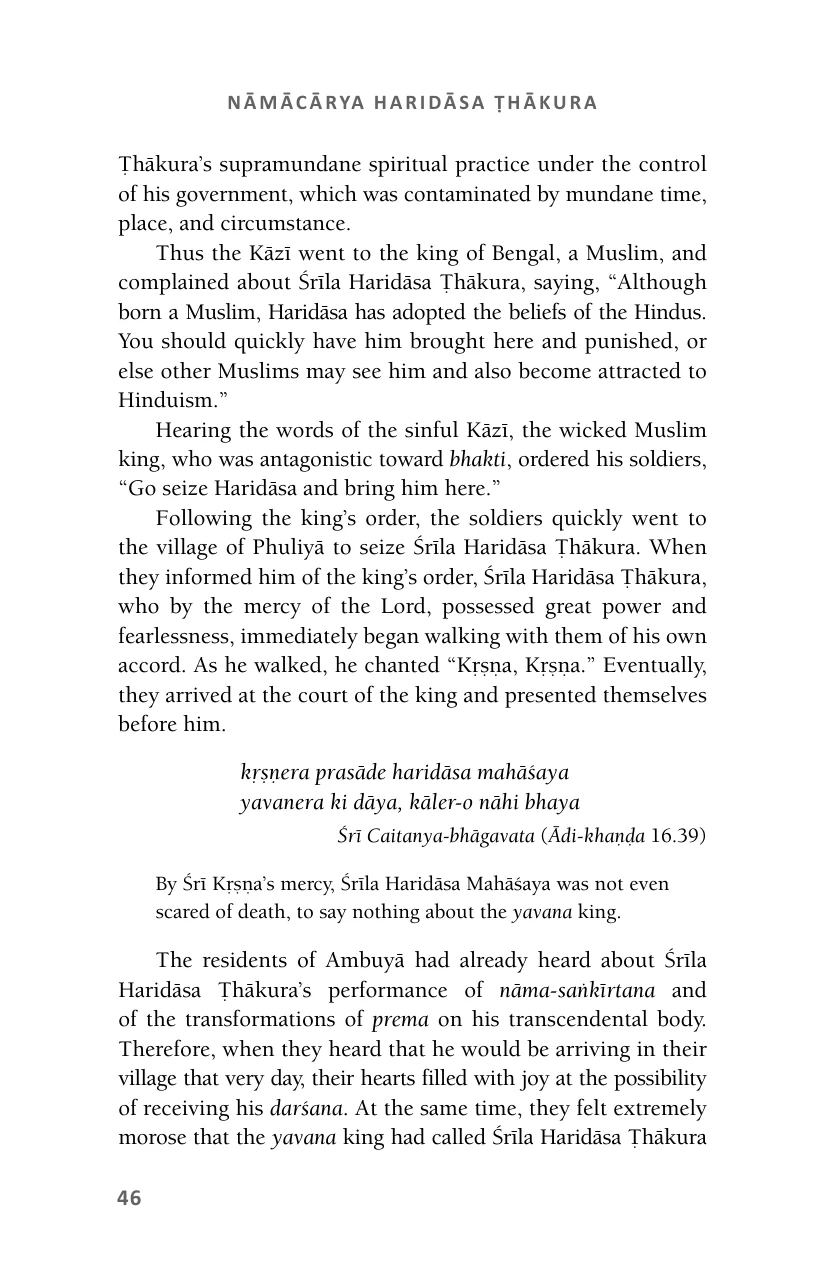 NĀMĀCĀRYA HARIDĀSA ṬHĀKURA
Ṭhākura’s supramundane spiritual practice under the control
of his government, which was contaminated by mundane time,
place, and circumstance.
Thus the Kāzī went to the king of Bengal, a Muslim, and
complained about Śrīla Haridāsa Ṭhākura, saying, “Although
born a Muslim, Haridāsa has adopted the beliefs of the Hindus.
You should quickly have him brought here and punished, or
else other Muslims may see him and also become attracted to
Hinduism.”
Hearing the words of the sinful Kāzī, the wicked Muslim
king, who was antagonistic toward bhakti, ordered his soldiers,
“Go seize Haridāsa and bring him here.”
Following the king’s order, the soldiers quickly went to
the village of Phuliyā to seize Śrīla Haridāsa Ṭhākura. When
they informed him of the king’s order, Śrīla Haridāsa Ṭhākura,
who by the mercy of the Lord, possessed great power and
fearlessness, immediately began walking with them of his own
accord. As he walked, he chanted “Kṛṣṇa, Kṛṣṇa.” Eventually,
they arrived at the court of the king and presented themselves
before him.
kṛṣṇera prasāde haridāsa mahāśaya
yavanera ki dāya, kāler-o nāhi bhaya
Śrī Caitanya-bhāgavata (Ādi-khaṇḍa 16.39)
By Śrī Kṛṣṇa’s mercy, Śrīla Haridāsa Mahāśaya was not even
scared of death, to say nothing about the yavana king.
The residents of Ambuyā had already heard about Śrīla
Haridāsa Ṭhākura’s performance of nāma-saṅkīrtana and
of the transformations of prema on his transcendental body.
Therefore, when they heard that he would be arriving in their
village that very day, their hearts filled with joy at the possibility
of receiving his darśana. At the same time, they felt extremely
morose that the yavana king had called Śrīla Haridāsa Ṭhākura
46